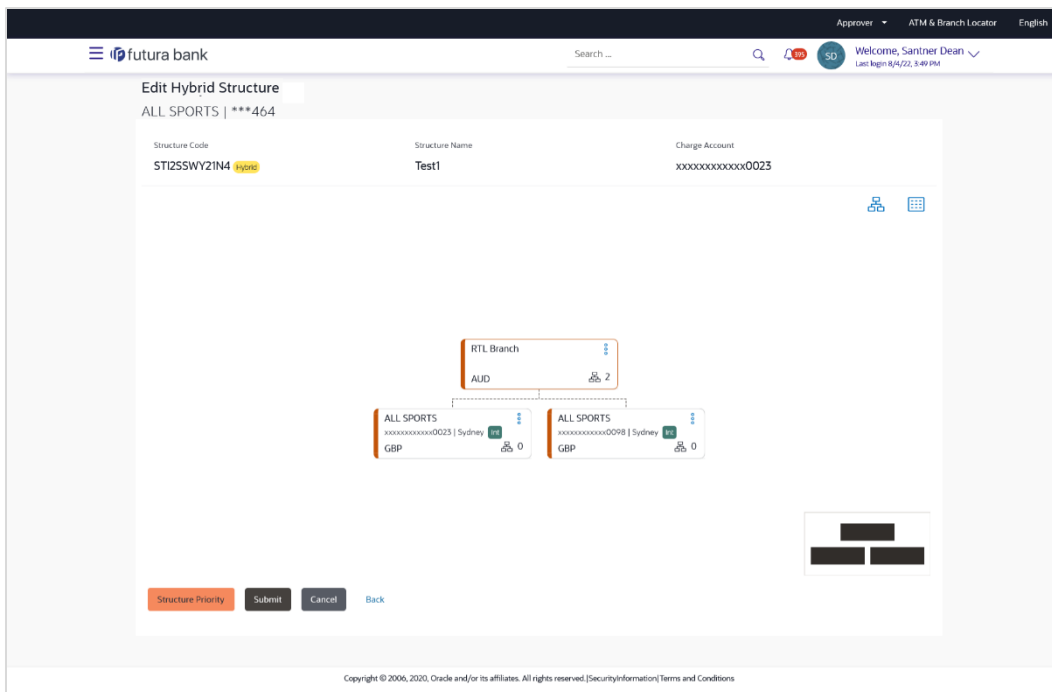 Approver ATM & Branch Locator English
futura bank Search ... 395 SD Welcome, Santner Dean
Last login 8/4/22, 3:49 PM
Edit Hybrid Structure
ALL SPORTS | ***464
Structure Code Structure Name Charge Account
STI2SSWY21N4 Hybrid Test1 xxxxxxxxxxxx0023
RTL Branch
AUD 2
ALL SPORTS ALL SPORTS
xxxxxxxxxxxx0023 | Sydney Int xxxxxxxxxxxx0098 | Sydney Int
GBP 0 GBP 0
Structure Priority Submit Cancel Back
Copyright © 2006, 2020, Oracle and/or its affiliates. All rights reserved.|SecurityInformation|Terms and Conditions